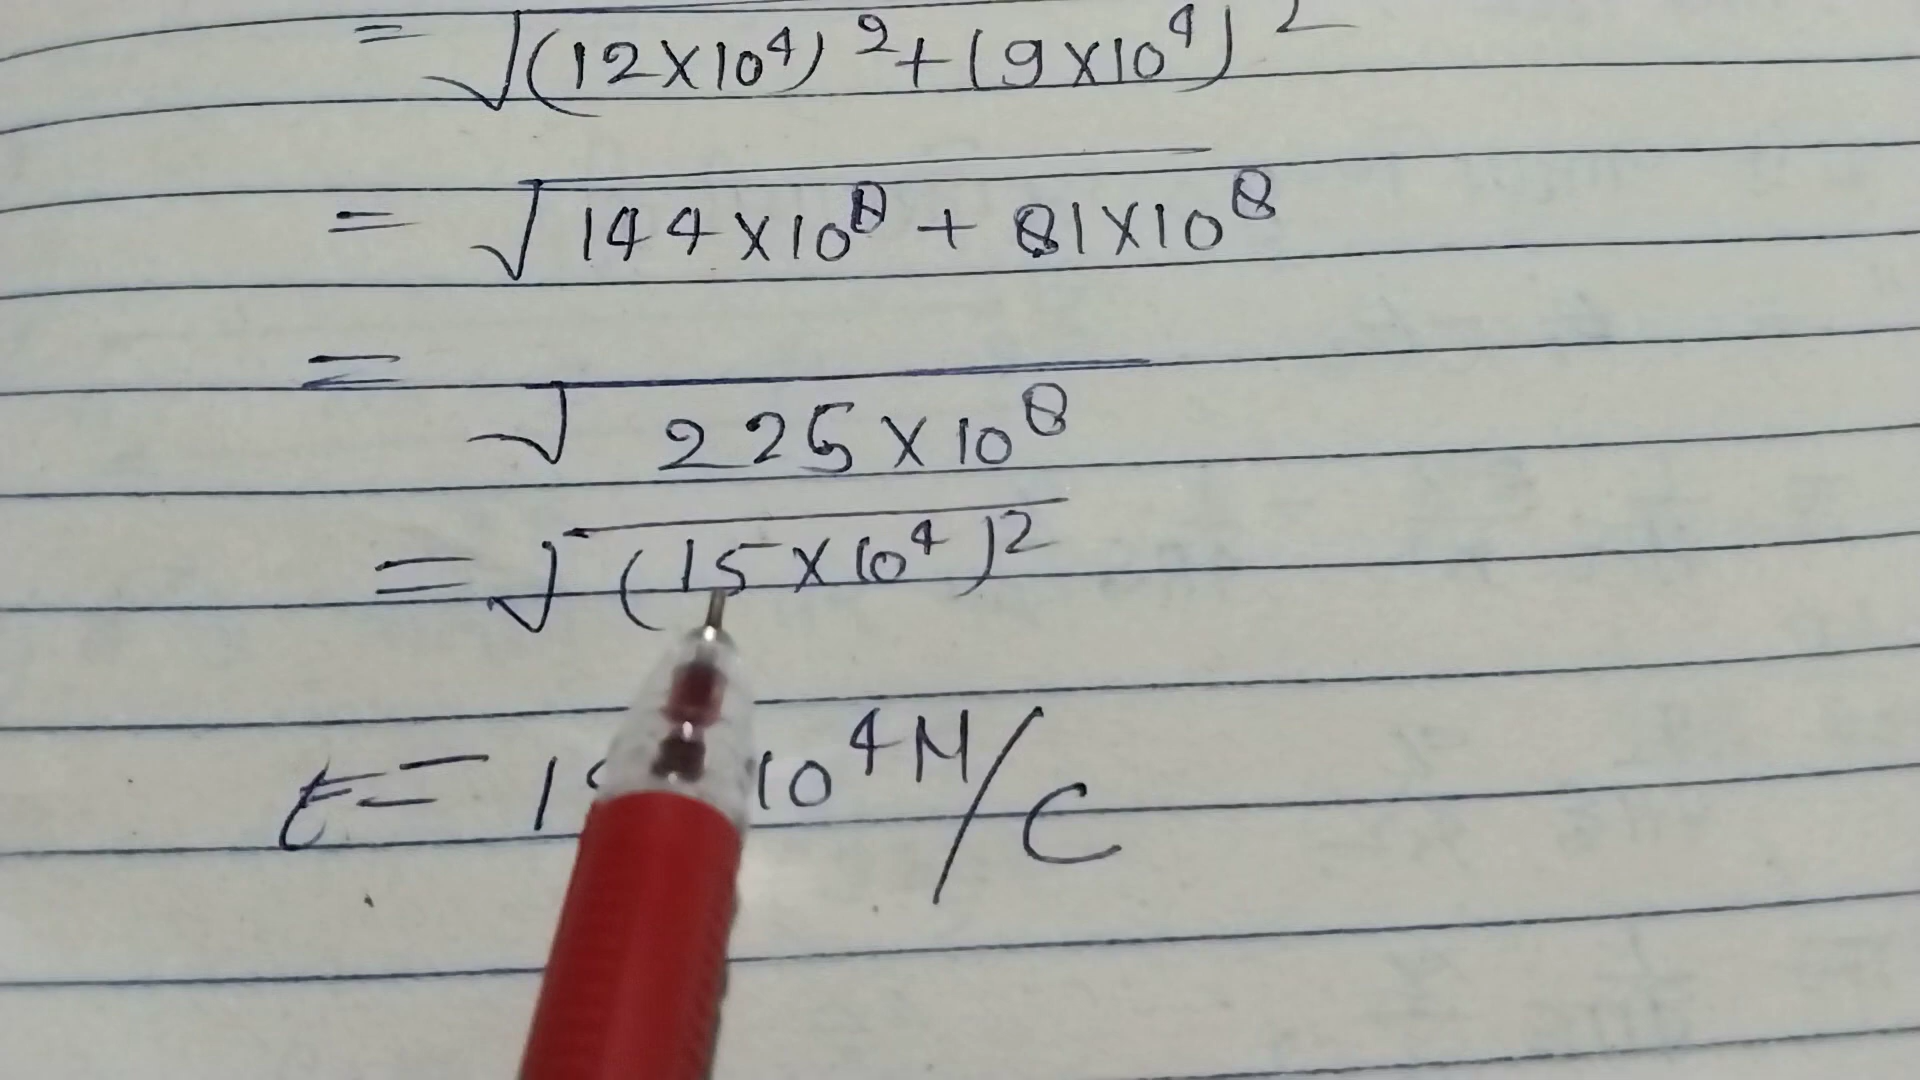 = √(12×10⁴)² + (9×10⁴)²
= √144×10⁸ + 81×10⁸
= √225×10⁸
= √(15×10⁴)²
E = 1 10⁴ N/C